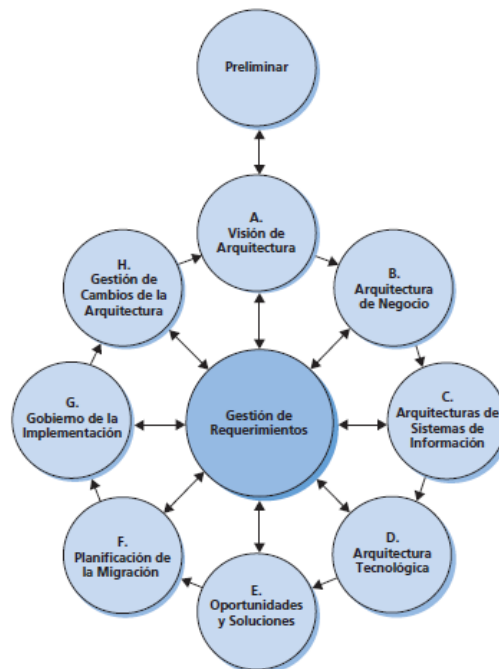 Preliminar
A.
Visión de
Arquitectura
B.
Arquitectura
de Negocio
C.
Arquitecturas de
Sistemas de
Información
D.
Arquitectura
Tecnológica
E.
Oportunidades
y Soluciones
F.
Planificación de
la Migración
G.
Gobierno de la
Implementación
H.
Gestión de
Cambios de la
Arquitectura
Gestión de
Requerimientos